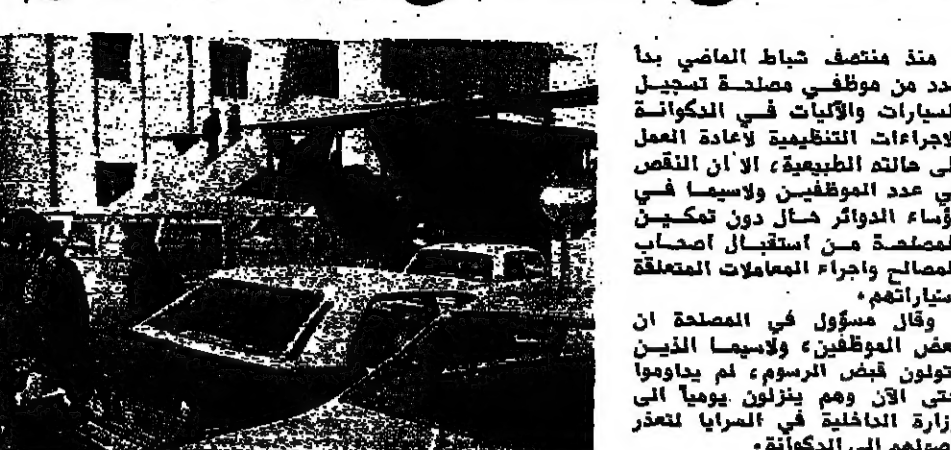 منذ منتصف شباط الماضي بدأ
عدد من موظفي مصلحة تسجيل
السيارات والآليات في الدكوانة
الاجراءات التنظيمية لاعادة العمل
الى حالته الطبيعية، الا ان النقص
في عدد الموظفين ولاسيما في
رؤساء الدوائر حال دون تمكين
المصلحة من استقبال اصحاب
المصالح واجراء المعاملات المتعلقة
بسياراتهم.
وقال مسؤول في المصلحة ان
بعض الموظفين، ولاسيما الذين
يتولون قبض الرسوم، لم يداوموا
حتى الآن وهم ينزلون يومياً الى
وزارة الداخلية في السرايا لتعذر
وصولهم الى الدكوانة.